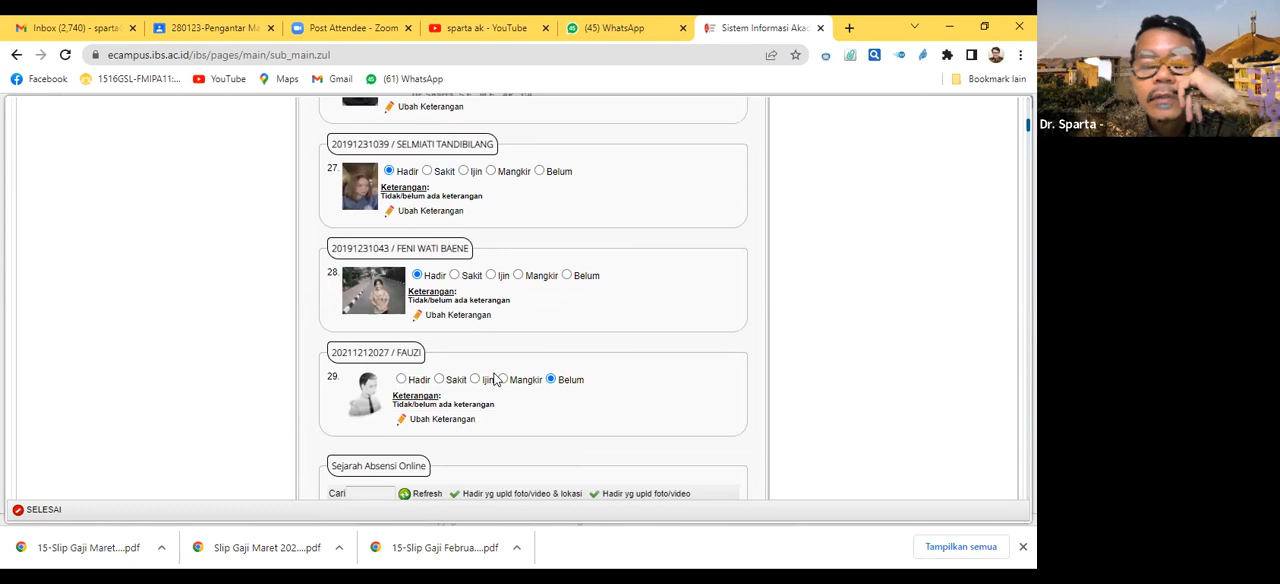 Inbox (2,740) - sparta
280123-Pengantar Ma
Post Attendee - Zoom
sparta ak - YouTube
(45) WhatsApp
Sistem Informasi Akad
ecampus.ibs.ac.id/ibs/pages/main/sub_main.zul
Facebook
1516GSL-FMIPA11:...
YouTube
Maps
Gmail
(61) WhatsApp
Bookmark lain
Ubah Keterangan
20191231039 / SELMIATI TANDIBILANG
27. Hadir Sakit Ijin Mangkir Belum
Keterangan:
Tidak/belum ada keterangan
Ubah Keterangan
20191231043 / FENI WATI BAENE
28. Hadir Sakit Ijin Mangkir Belum
Keterangan:
Tidak/belum ada keterangan
Ubah Keterangan
20211212027 / FAUZI
29. Hadir Sakit Ijin Mangkir Belum
Keterangan:
Tidak/belum ada keterangan
Ubah Keterangan
Sejarah Absensi Online
Cari Refresh Hadir yg upld foto/video & lokasi Hadir yg upld foto/video
SELESAI
15-Slip Gaji Maret....pdf
Slip Gaji Maret 202....pdf
15-Slip Gaji Februa....pdf
Tampilkan semua
Dr. Sparta -